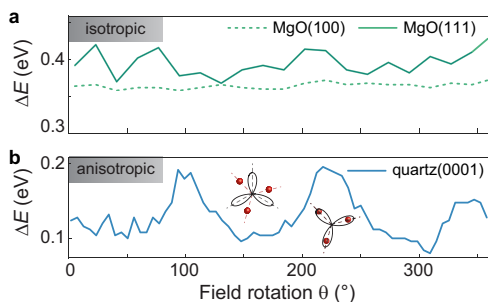 a
isotropic
MgO(100) MgO(111)
0.4
0.3
ΔE (eV)
b
anisotropic
quartz(0001)
0.2
0.1
ΔE (eV)
0 100 200 300
Field rotation θ (°)